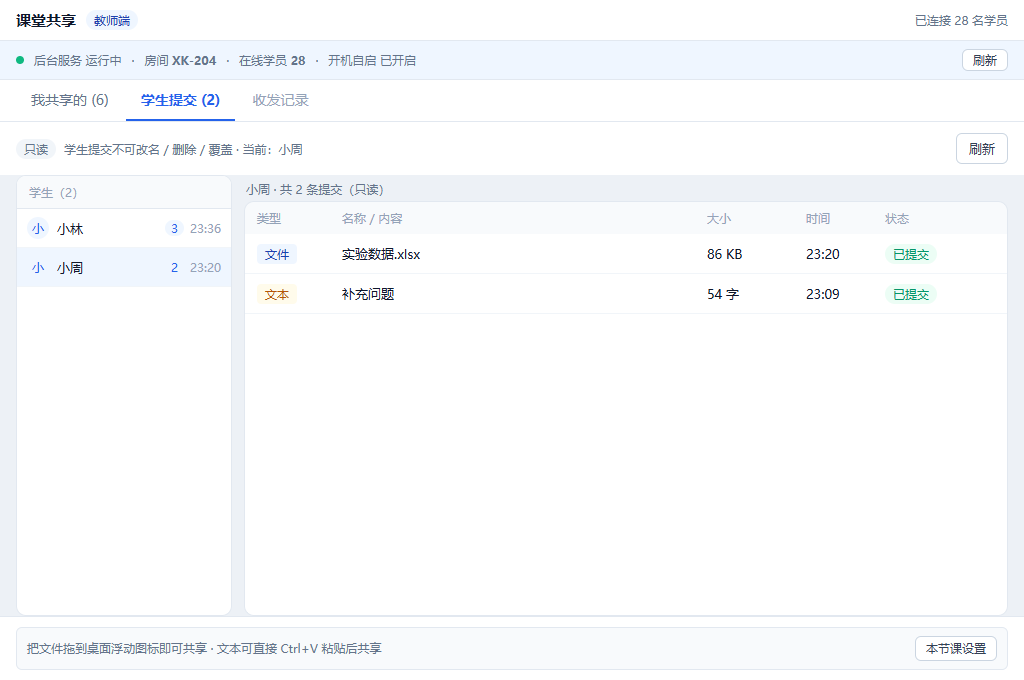 课堂共享 教师端 已连接 28 名学员
后台服务 运行中 · 房间 XK-204 · 在线学员 28 · 开机自启 已开启 刷新
我共享的 (6) 学生提交 (2) 收发记录
只读 学生提交不可改名 / 删除 / 覆盖 · 当前：小周 刷新
学生（2）
小 小林 3 23:36
小 小周 2 23:20
小周 · 共 2 条提交（只读）
类型 名称 / 内容 大小 时间 状态
文件 实验数据.xlsx 86 KB 23:20 已提交
文本 补充问题 54 字 23:09 已提交
把文件拖到桌面浮动图标即可共享 · 文本可直接 Ctrl+V 粘贴后共享 本节课设置